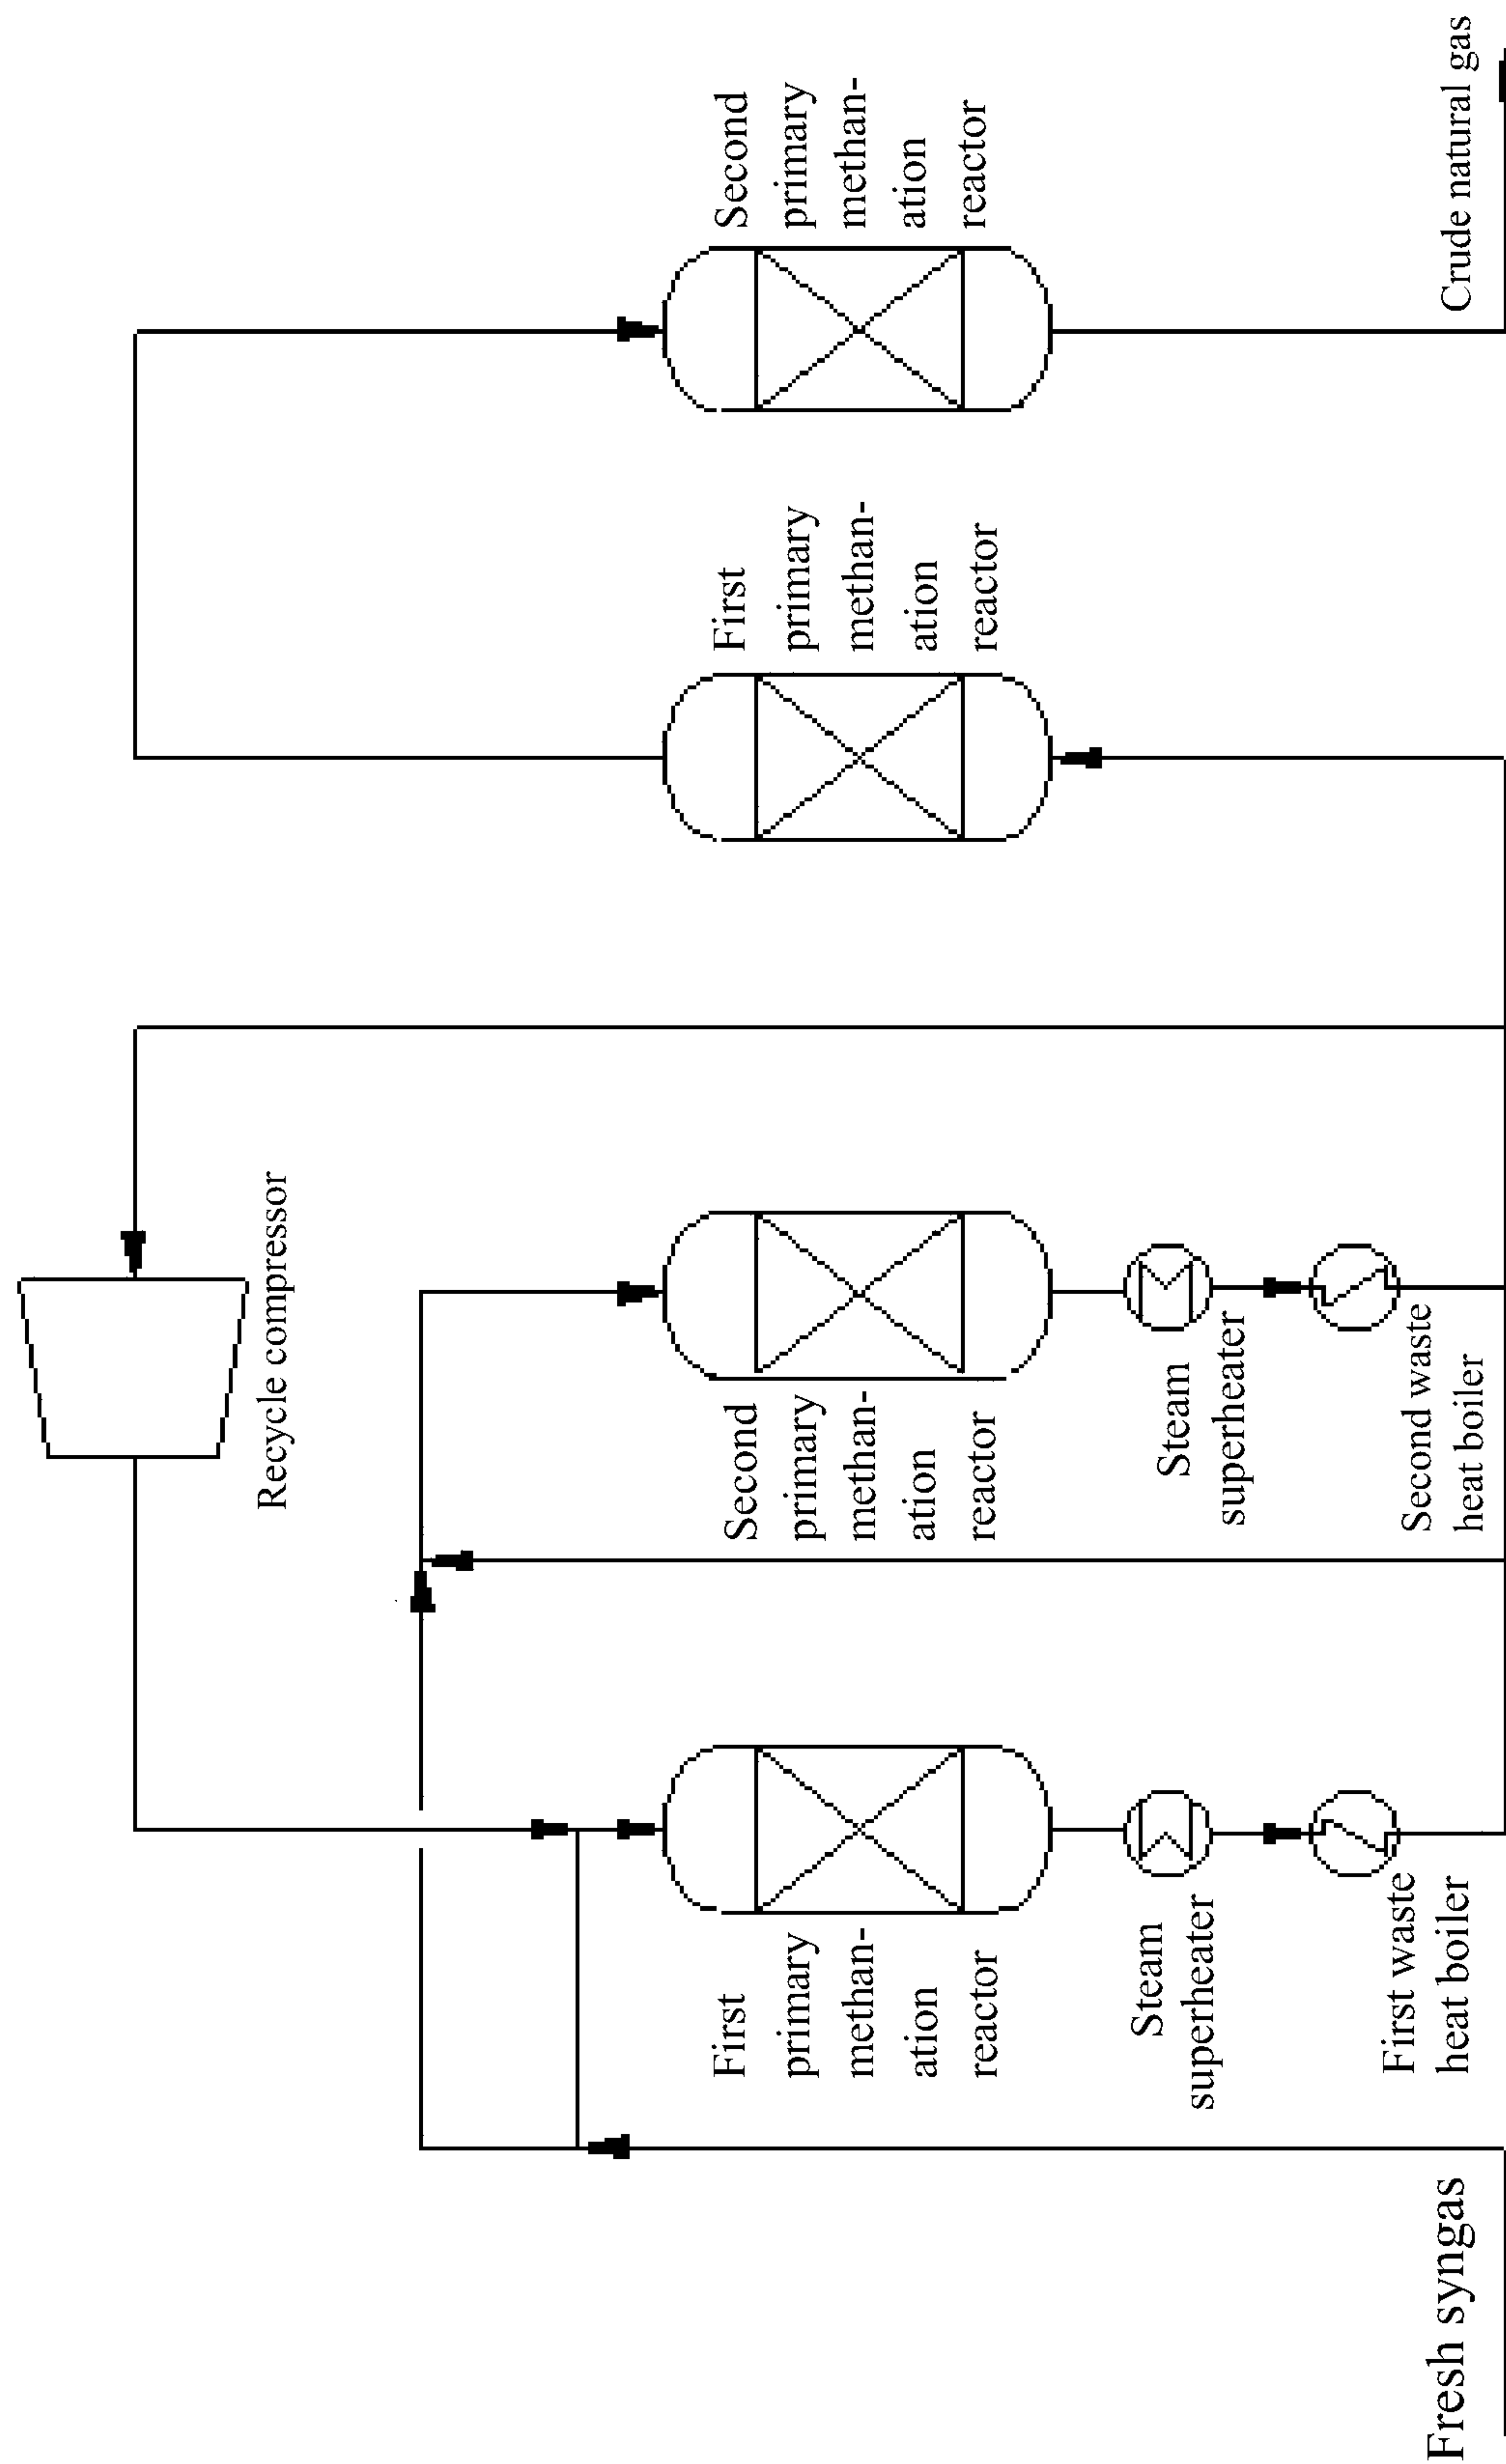 Recycle compressor
First
primary
methan-
ation
reactor
Second
primary
methan-
ation
reactor
First
primary
methan-
ation
reactor
Second
primary
methan-
ation
reactor
Steam
superheater
Steam
superheater
First waste
heat boiler
Second waste
heat boiler
Fresh syngas
Crude natural gas